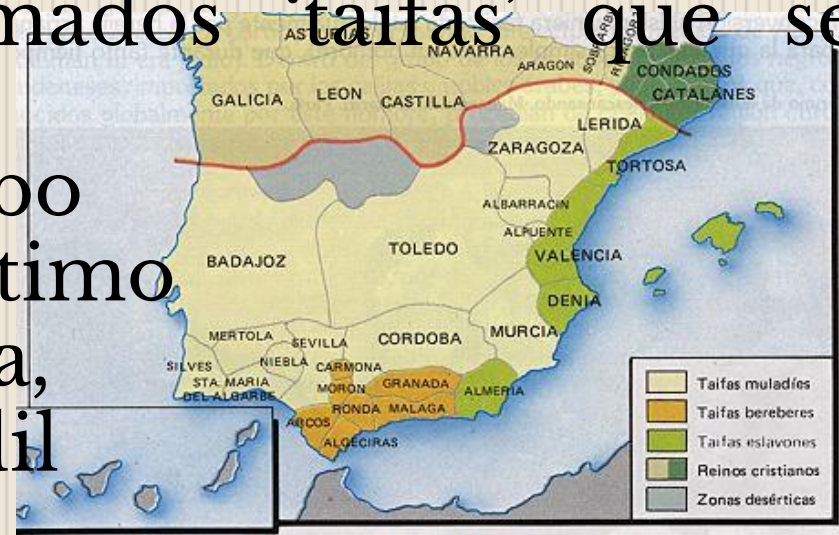 mados 'taifas' que se
ASTURIAS
NAVARRA
ARAGON
CONDADOS
CATALANES
GALICIA
LEON
CASTILLA
LERIDA
ZARAGOZA
TORTOSA
ALBARRACIN
ALPUENTE
po
BADAJOZ
TOLEDO
VALENCIA
timo
DENIA
MERTOLA
SEVILLA
CORDOBA
MURCIA
a,
SILVES
NIEBLA
CARMONA
STA. MARIA
DEL ALGARBE
MORON
GRANADA
ALMERIA
RONDA
MALAGA
ARCOS
ALGECIRAS
lil
Taifas muladíes
Taifas bereberes
Taifas eslavones
Reinos cristianos
Zonas desérticas